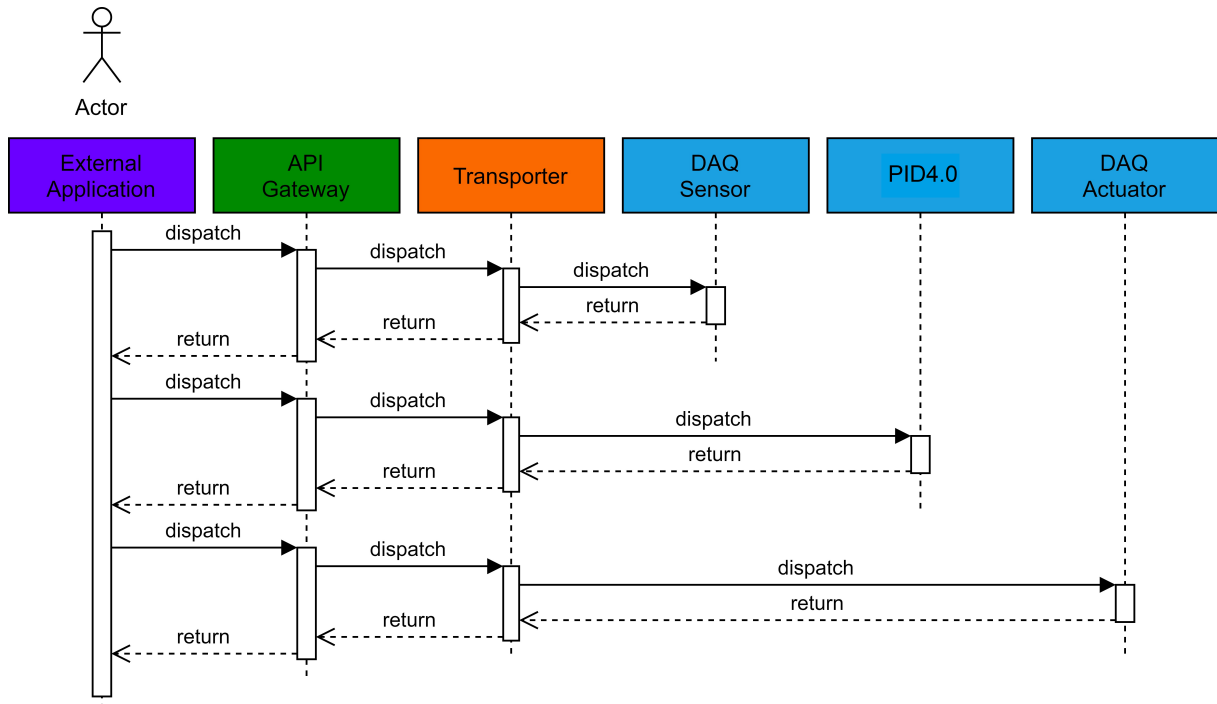 Actor
External
Application
API
Gateway
Transporter
DAQ
Sensor
PID4.0
DAQ
Actuator
dispatch
dispatch
dispatch
return
return
return
dispatch
dispatch
dispatch
return
return
return
dispatch
dispatch
dispatch
return
return
return